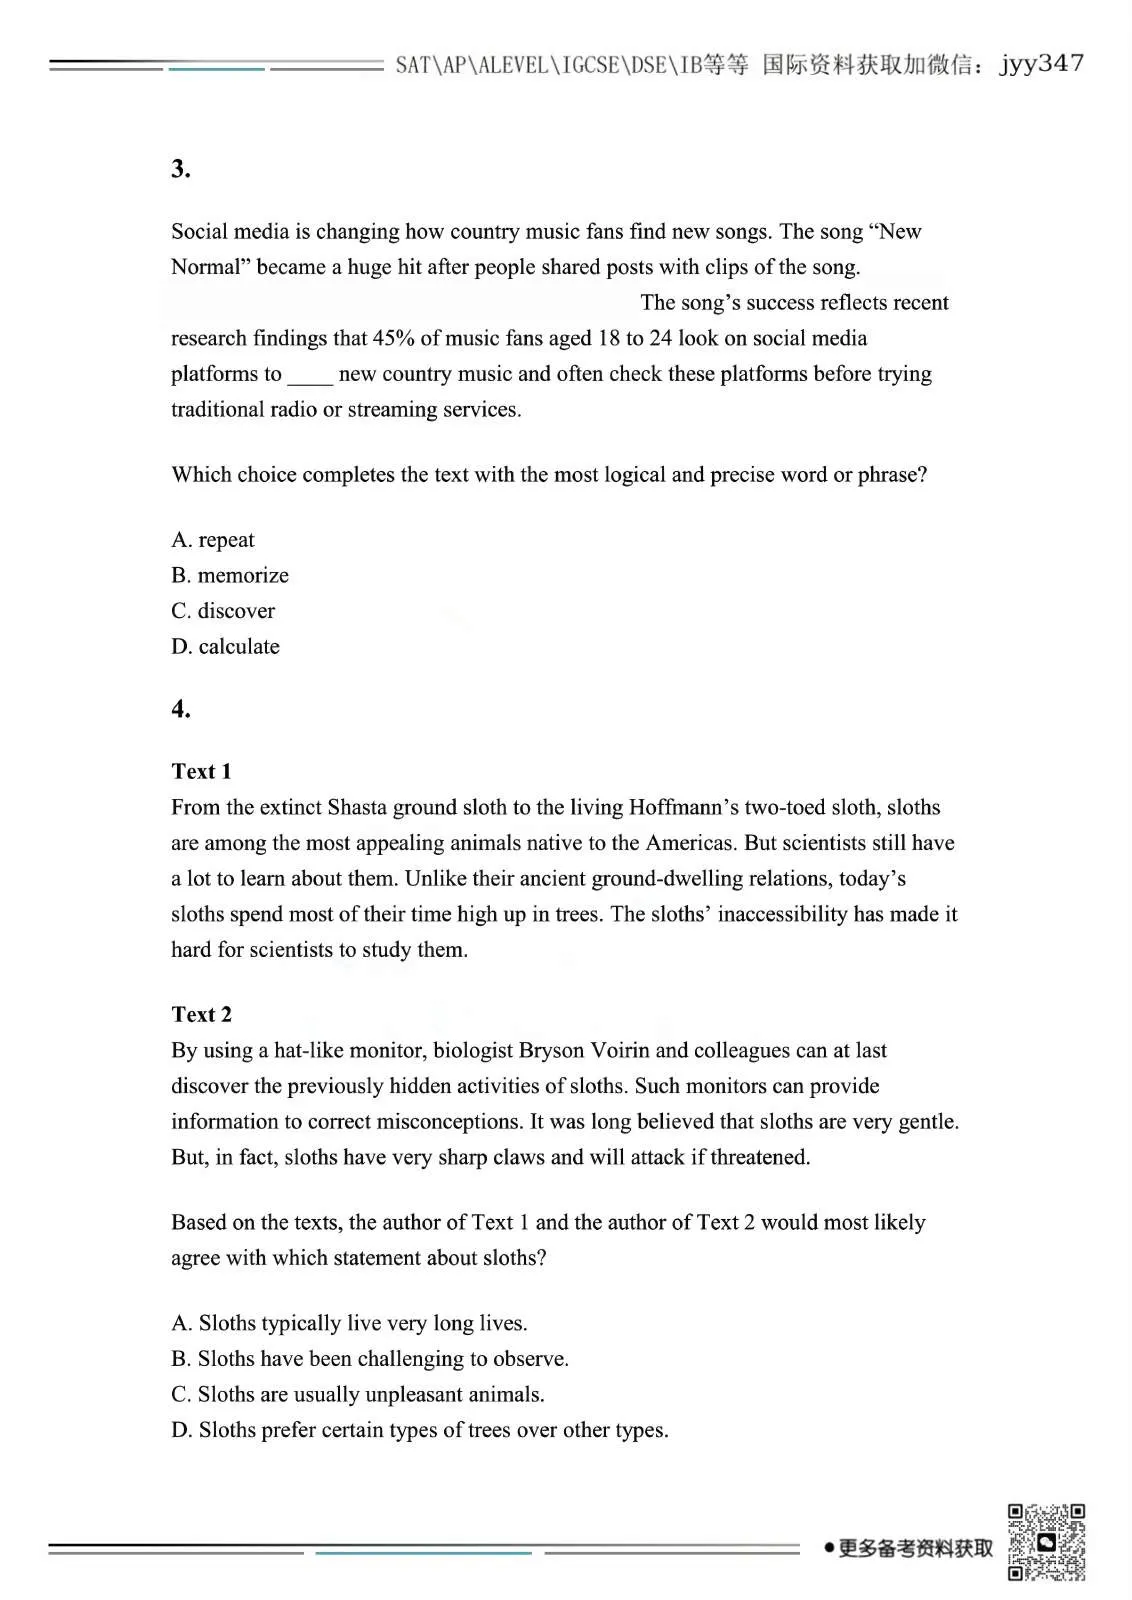 SAT\AP\ALEVEL\IGCSE\DSE\IB等等 国际资料获取加微信：jyy347
3.
Social media is changing how country music fans find new songs. The song “New
Normal” became a huge hit after people shared posts with clips of the song.
The song’s success reflects recent
research findings that 45% of music fans aged 18 to 24 look on social media
platforms to ____ new country music and often check these platforms before trying
traditional radio or streaming services.
Which choice completes the text with the most logical and precise word or phrase?
A. repeat
B. memorize
C. discover
D. calculate
4.
Text 1
From the extinct Shasta ground sloth to the living Hoffmann’s two-toed sloth, sloths
are among the most appealing animals native to the Americas. But scientists still have
a lot to learn about them. Unlike their ancient ground-dwelling relations, today’s
sloths spend most of their time high up in trees. The sloths’ inaccessibility has made it
hard for scientists to study them.
Text 2
By using a hat-like monitor, biologist Bryson Voirin and colleagues can at last
discover the previously hidden activities of sloths. Such monitors can provide
information to correct misconceptions. It was long believed that sloths are very gentle.
But, in fact, sloths have very sharp claws and will attack if threatened.
Based on the texts, the author of Text 1 and the author of Text 2 would most likely
agree with which statement about sloths?
A. Sloths typically live very long lives.
B. Sloths have been challenging to observe.
C. Sloths are usually unpleasant animals.
D. Sloths prefer certain types of trees over other types.
●更多备考资料获取